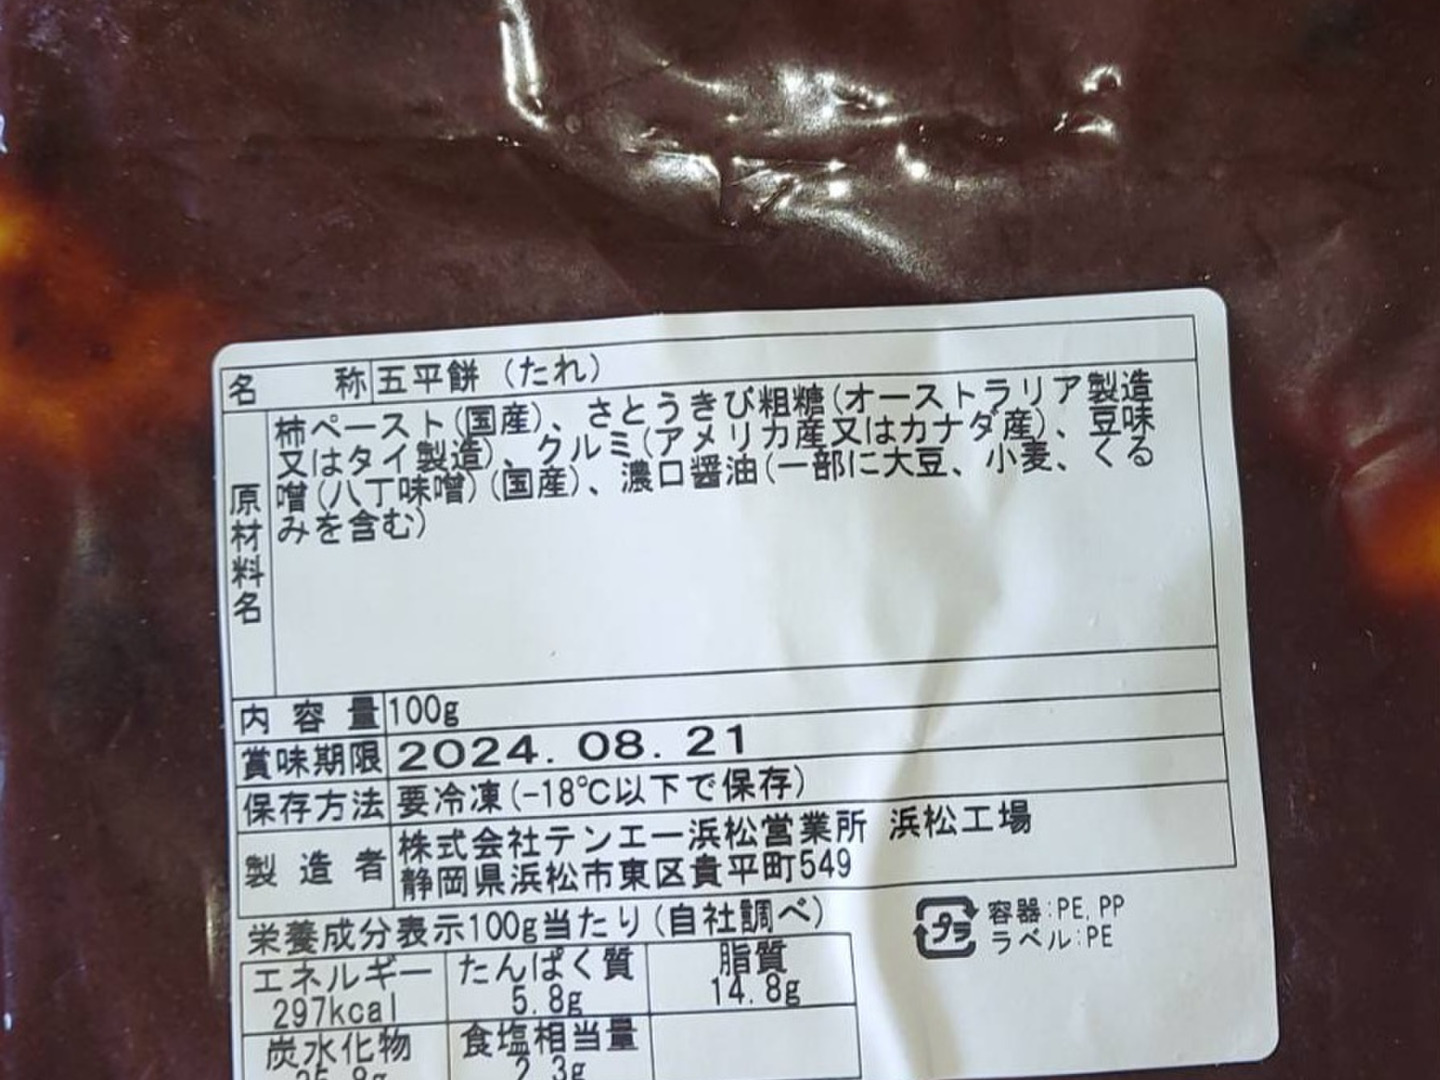 名　　称 五平餅（たれ）
原材料名
柿ペースト(国産)、さとうきび粗糖(オーストラリア製造
又はタイ製造)、クルミ(アメリカ産又はカナダ産)、豆味
噌(八丁味噌)(国産)、濃口醤油(一部に大豆、小麦、くる
みを含む)
内 容 量 100g
賞味期限 2024. 08. 21
保存方法 要冷凍(-18℃以下で保存)
製 造 者
株式会社テンエー浜松営業所 浜松工場
静岡県浜松市東区貴平町549
栄養成分表示100g当たり(自社調べ)
エネルギー たんぱく質 脂質
297kcal 5.8g 14.8g
炭水化物 食塩相当量
2.3g
プラ
容器:PE,PP
ラベル:PE